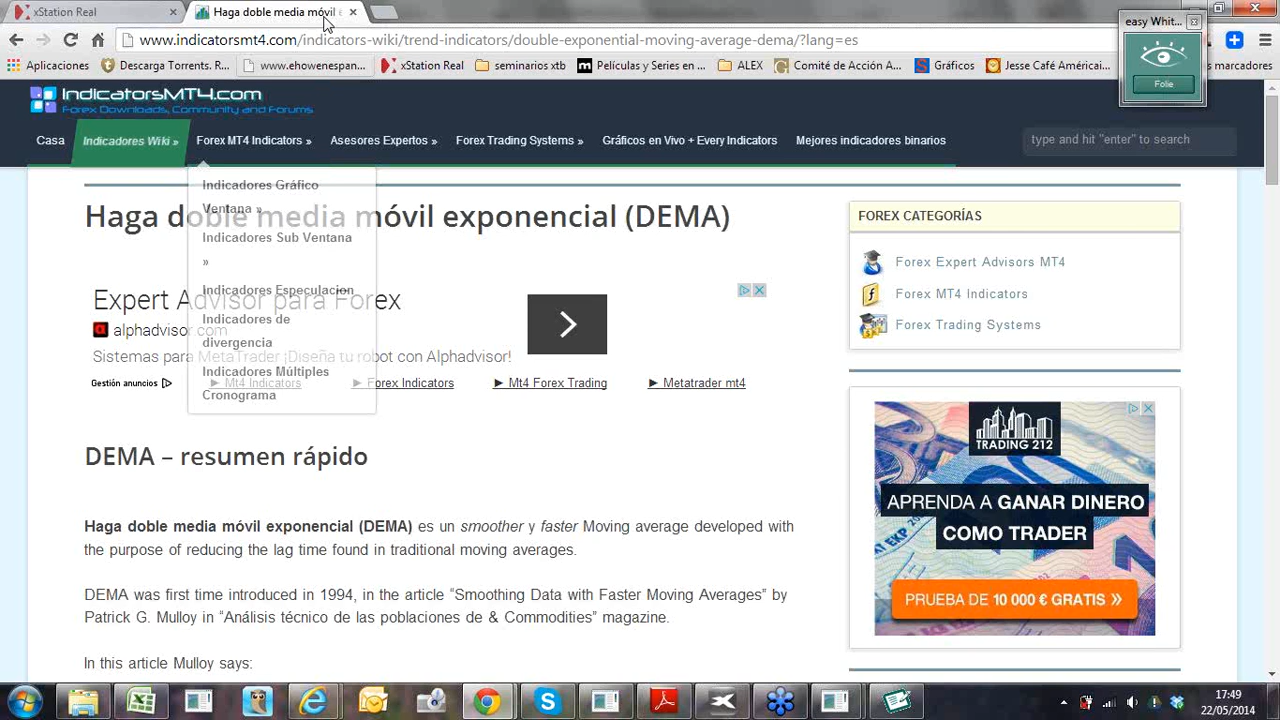 xStation Real
Haga doble media móvil e
easy Whit...
Folie
www.indicatorsmt4.com/indicators-wiki/trend-indicators/double-exponential-moving-average-dema/?lang=es
Aplicaciones
Descarga Torrents. R...
www.ehowenespan...
xStation Real
seminarios xtb
Películas y Series en ...
ALEX
Comité de Acción A...
Gráficos
Jesse Café Américai...
marcadores
IndicatorsMT4.com
Forex Downloads, Community and Forums
Casa
Indicadores Wiki »
Forex MT4 Indicators »
Asesores Expertos »
Forex Trading Systems »
Gráficos en Vivo + Every Indicators
Mejores indicadores binarios
type and hit "enter" to search
Indicadores Gráfico
Ventana »
Indicadores Sub Ventana
»
Indicadores Especulacion
Indicadores de
divergencia
Indicadores Múltiples
Cronograma
Haga doble media móvil exponencial (DEMA)
Expert Advisor para Forex
alphadvisor.com
Sistemas para MetaTrader ¡Diseña tu robot con Alphadvisor!
Gestión anuncios
► Mt4 Indicators
► Forex Indicators
► Mt4 Forex Trading
► Metatrader mt4
DEMA – resumen rápido
Haga doble media móvil exponencial (DEMA) es un smoother y faster Moving average developed with
the purpose of reducing the lag time found in traditional moving averages.
DEMA was first time introduced in 1994, in the article “Smoothing Data with Faster Moving Averages” by
Patrick G. Mulloy in “Análisis técnico de las poblaciones de & Commodities” magazine.
In this article Mulloy says:
FOREX CATEGORÍAS
Forex Expert Advisors MT4
Forex MT4 Indicators
Forex Trading Systems
TRADING 212
APRENDA A GANAR DINERO
COMO TRADER
PRUEBA DE 10 000 € GRATIS »
17:49
22/05/2014